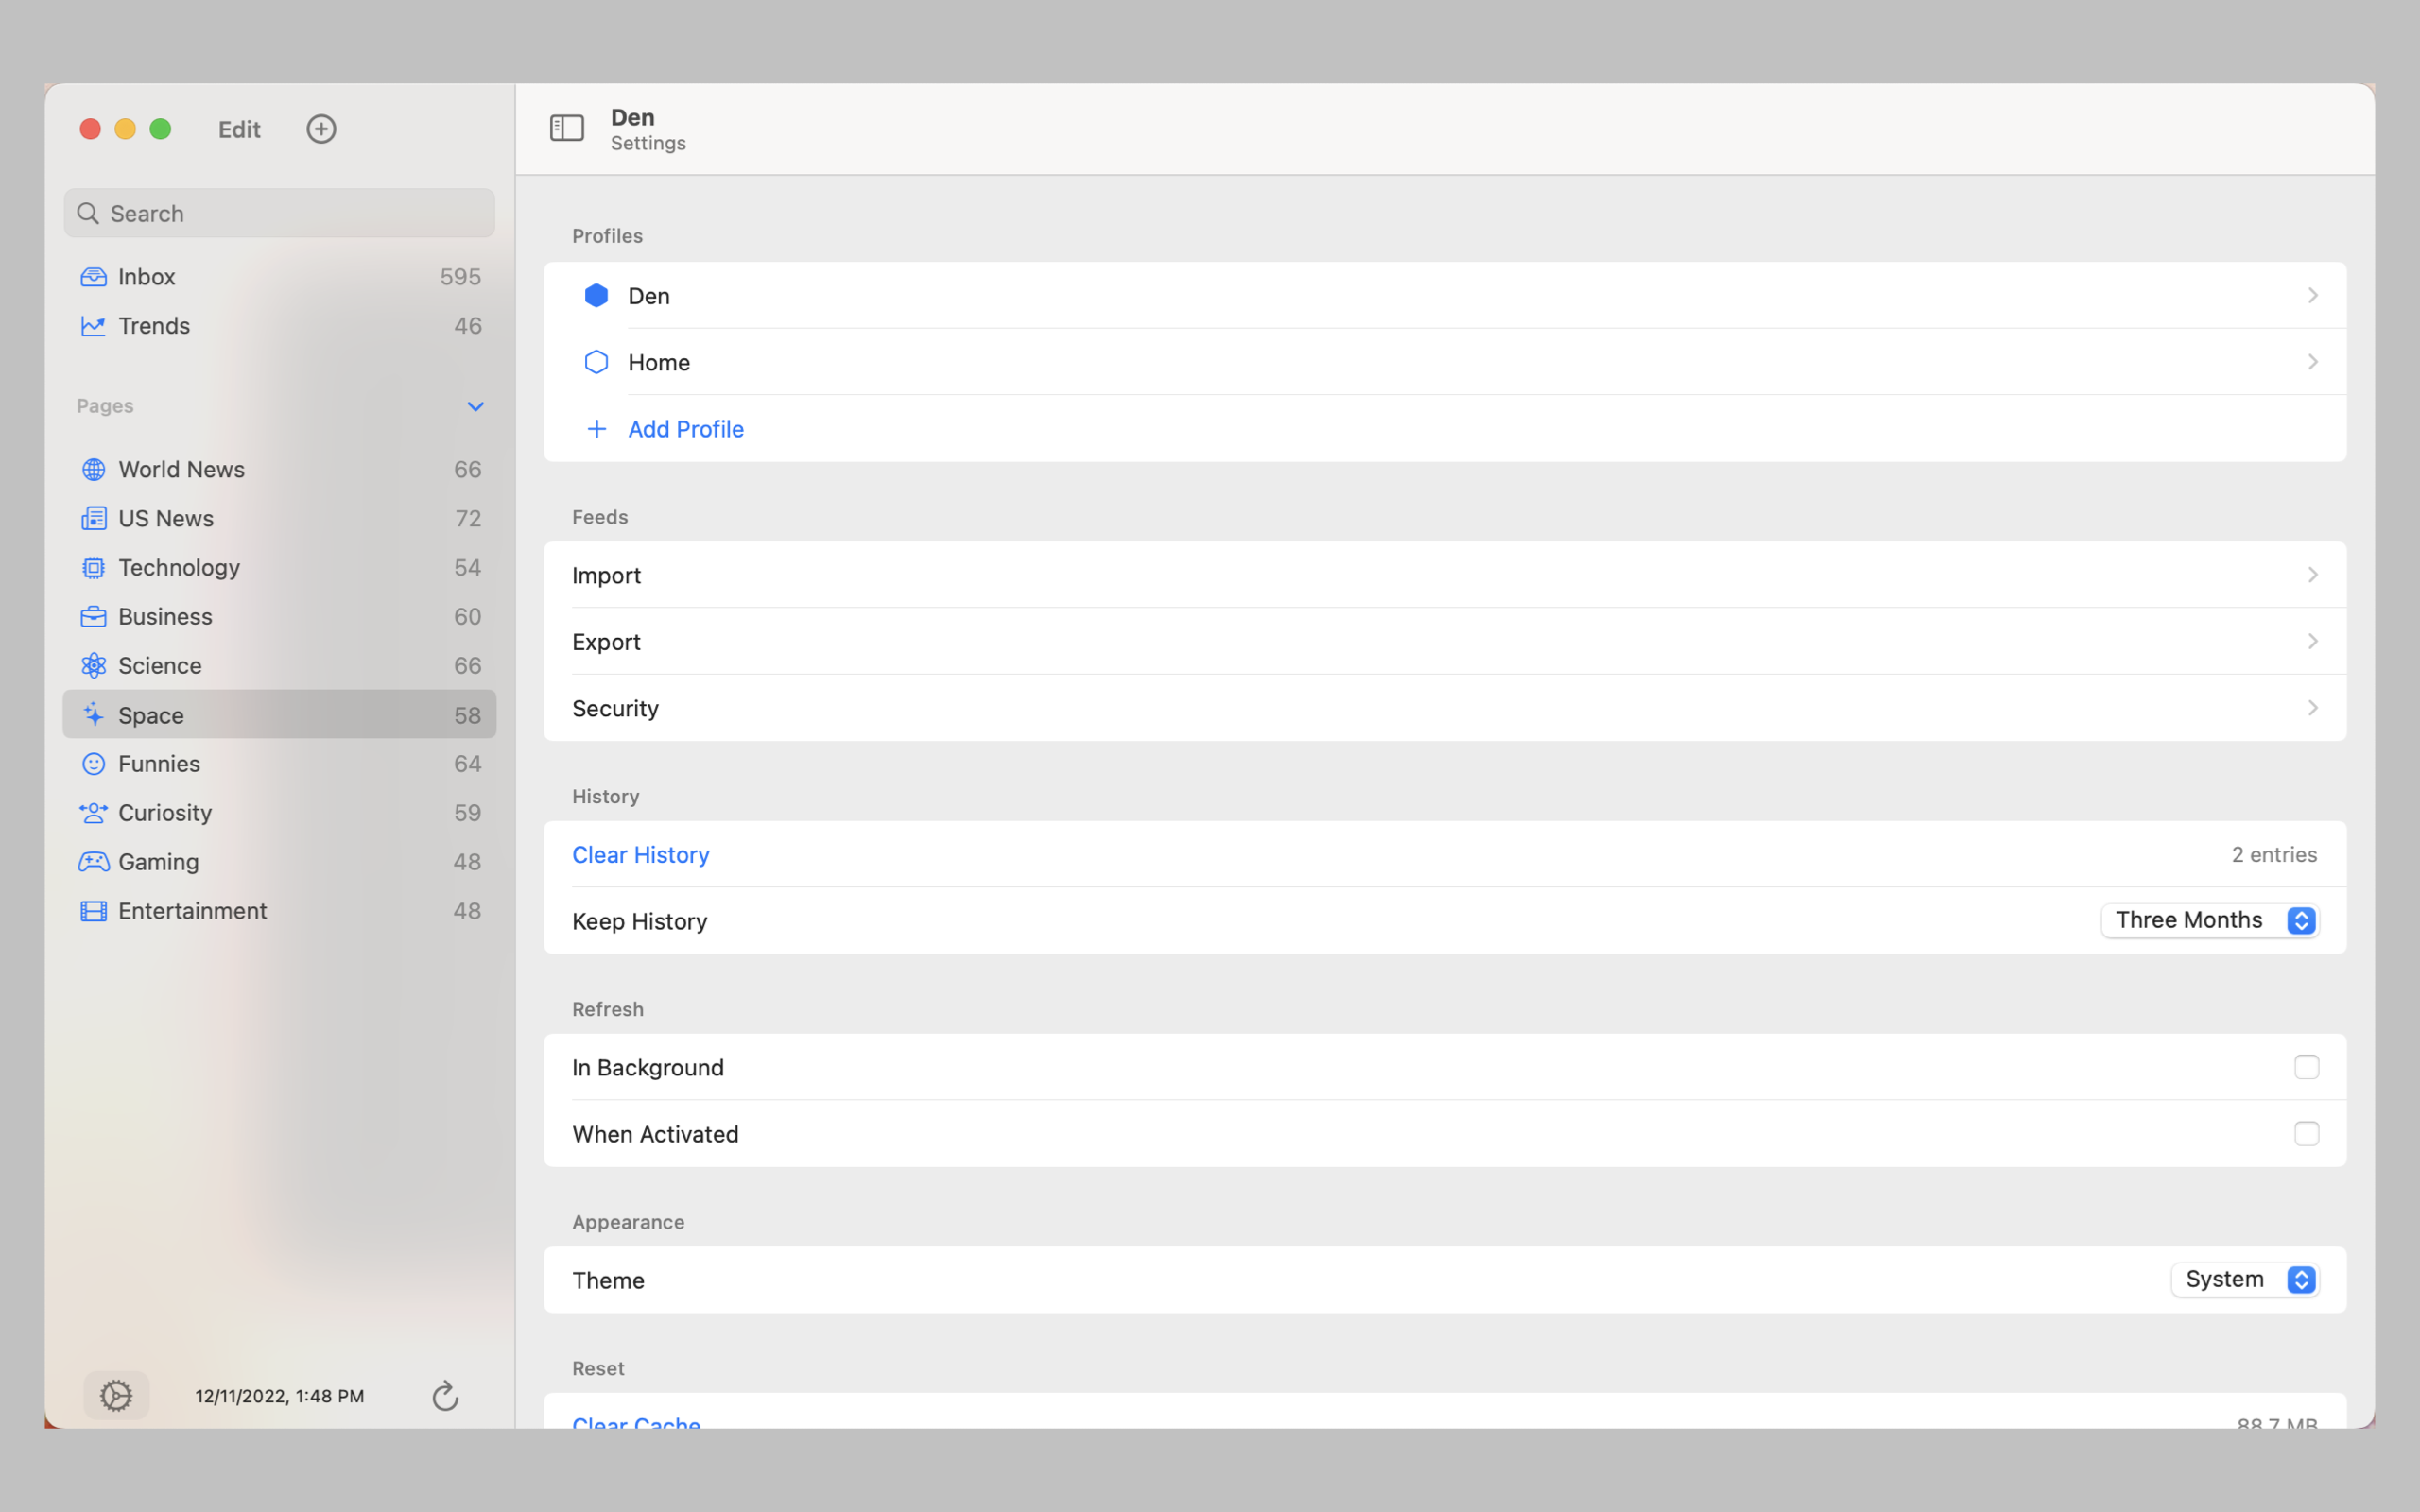 Edit
Search
Inbox 595
Trends 46
Pages
World News 66
US News 72
Technology 54
Business 60
Science 66
Space 58
Funnies 64
Curiosity 59
Gaming 48
Entertainment 48
12/11/2022, 1:48 PM
Den
Settings
Profiles
Den
Home
Add Profile
Feeds
Import
Export
Security
History
Clear History 2 entries
Keep History Three Months
Refresh
In Background
When Activated
Appearance
Theme System
Reset
Clear Cache 88.7 MB